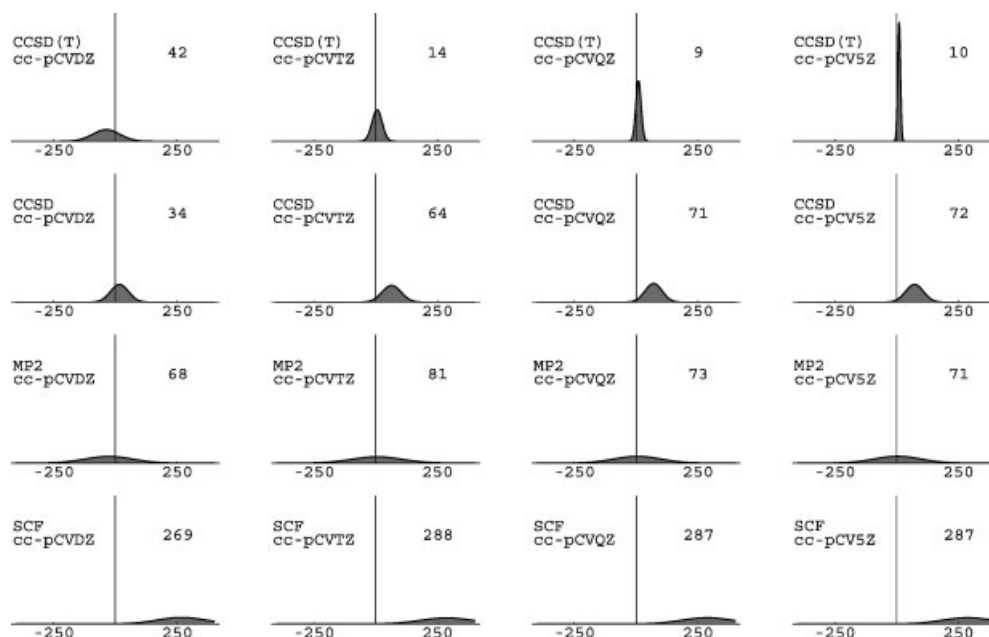 CCSD(T) 42 CCSD(T) 14 CCSD(T) 9 CCSD(T) 10
cc-pCVDZ cc-pCVTZ cc-pCVQZ cc-pCV5Z
-250 250 -250 250 -250 250 -250 250
CCSD 34 CCSD 64 CCSD 71 CCSD 72
cc-pCVDZ cc-pCVTZ cc-pCVQZ cc-pCV5Z
-250 250 -250 250 -250 250 -250 250
MP2 68 MP2 81 MP2 73 MP2 71
cc-pCVDZ cc-pCVTZ cc-pCVQZ cc-pCV5Z
-250 250 -250 250 -250 250 -250 250
SCF 269 SCF 288 SCF 287 SCF 287
cc-pCVDZ cc-pCVTZ cc-pCVQZ cc-pCV5Z
-250 250 -250 250 -250 250 -250 250